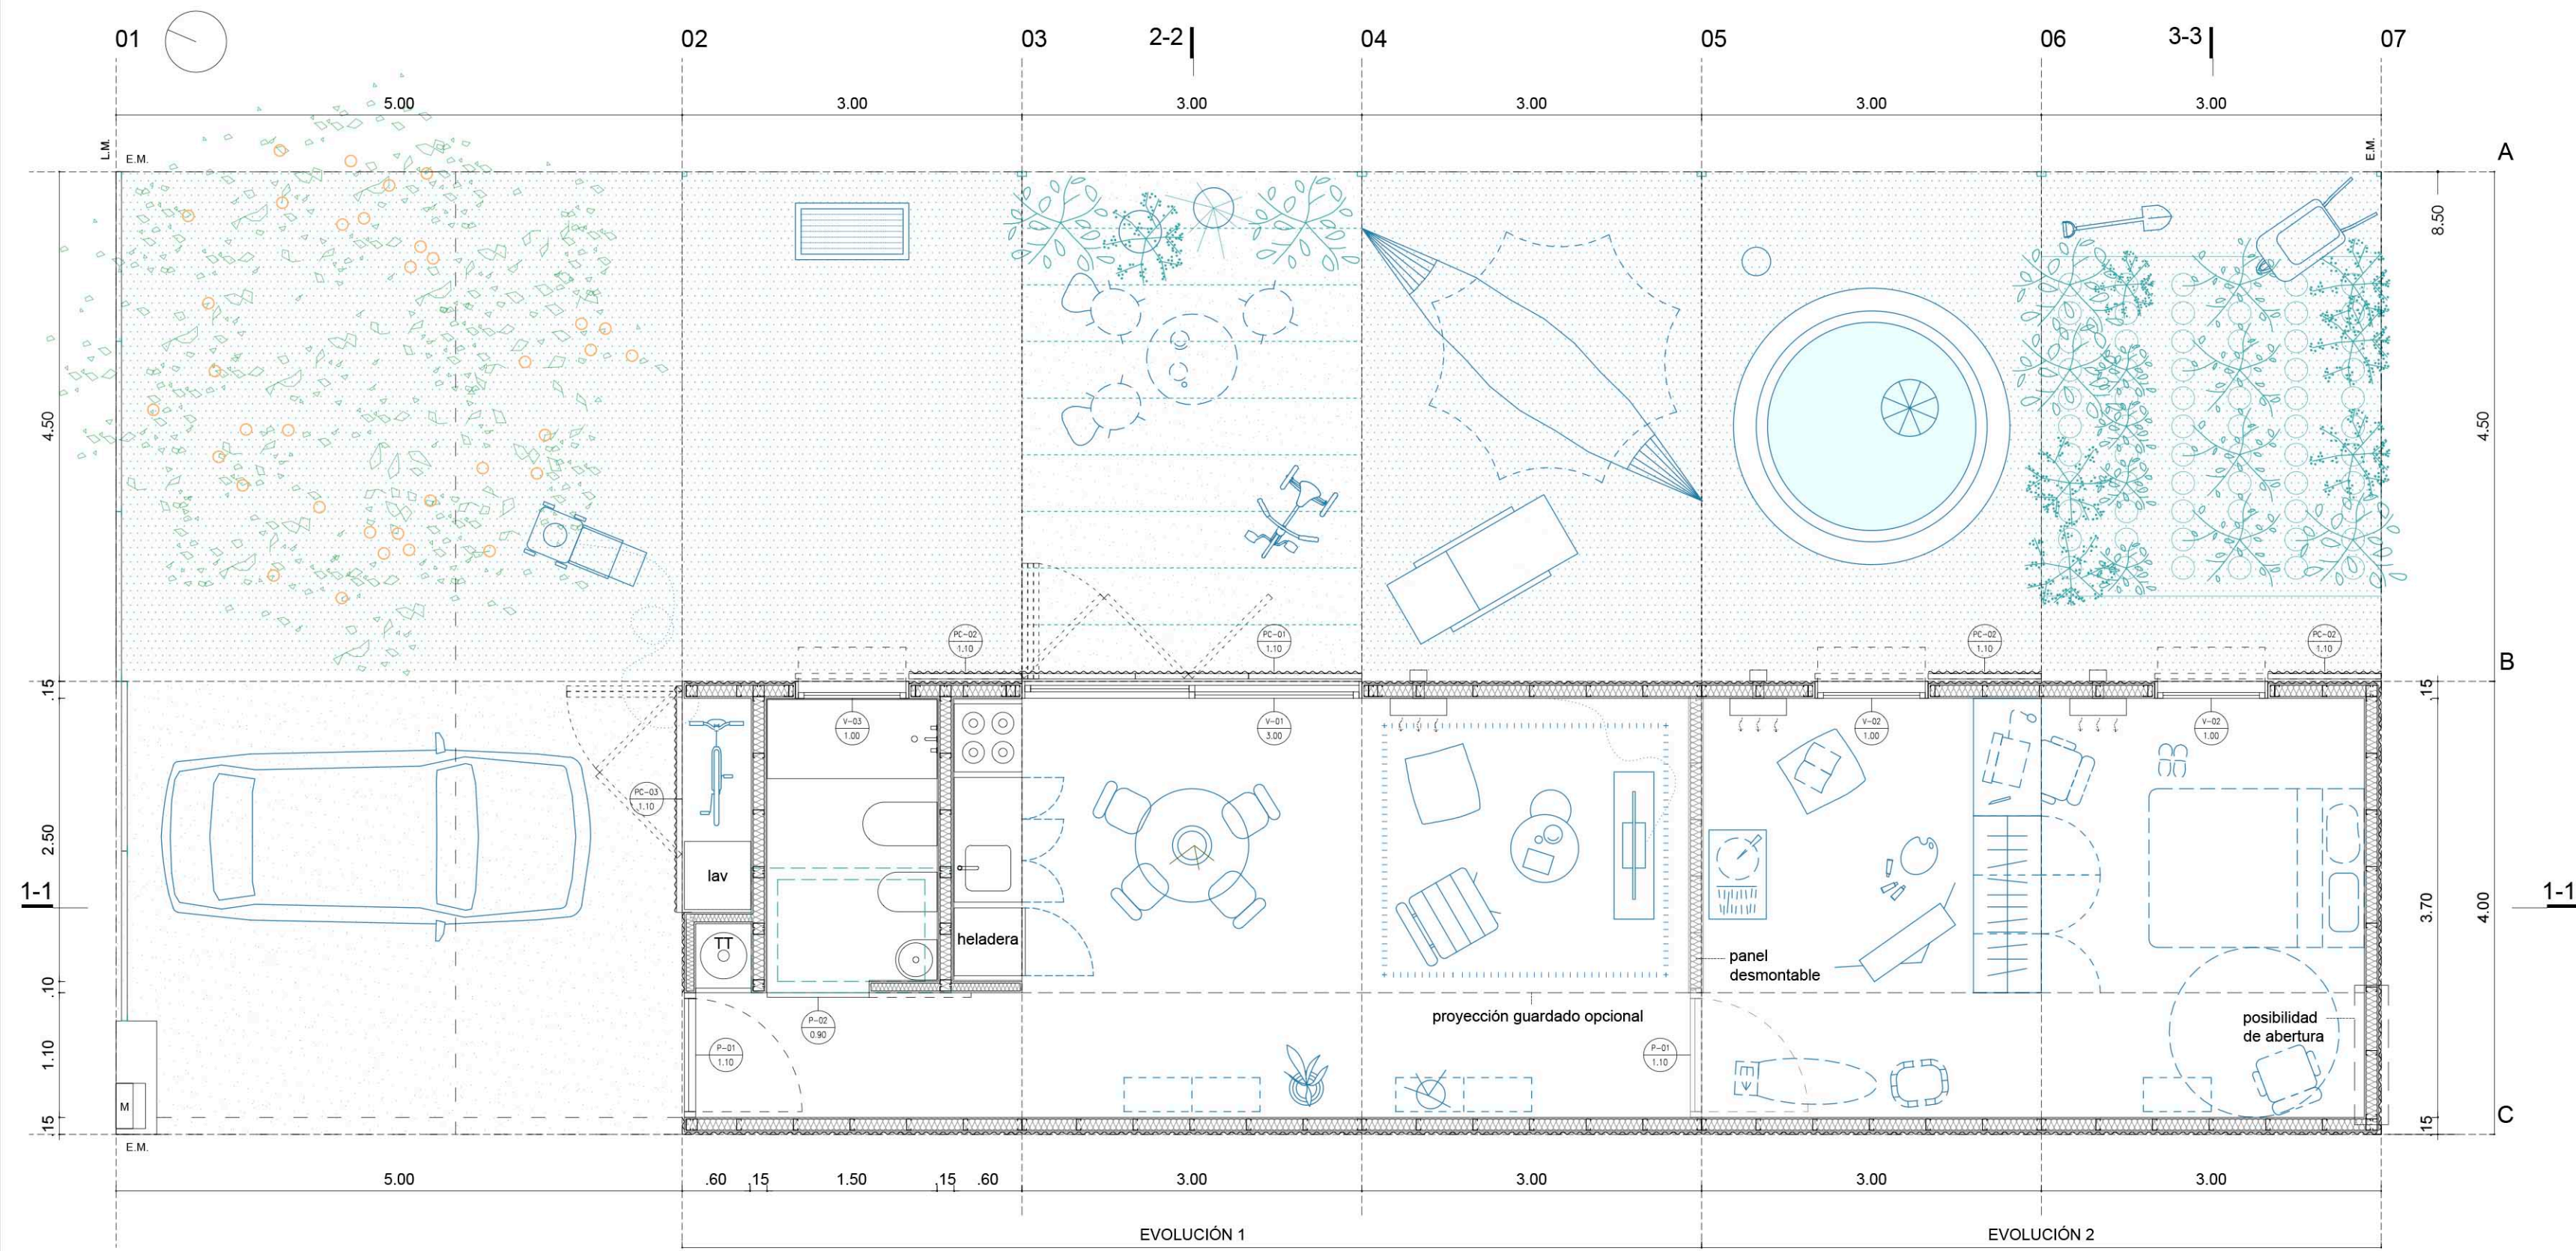 01
02
03
2-2
04
05
06
3-3
07
5.00
3.00
3.00
3.00
3.00
3.00
L.M.
E.M.
E.M.
A
8.50
4.50
4.50
PC-02
1.10
PC-01
1.10
PC-02
1.10
PC-02
1.10
B
.15
.15
V-03
1.00
V-01
3.00
V-02
1.00
V-02
1.00
PC-03
1.10
2.50
lav
1-1
1-1
3.70
4.00
TT
heladera
panel
desmontable
.10
proyección guardado opcional
posibilidad
de abertura
P-02
0.90
P-01
1.10
P-01
1.10
1.10
M
.15
.15
C
E.M.
5.00
.60
.15
1.50
.15
.60
3.00
3.00
3.00
3.00
EVOLUCIÓN 1
EVOLUCIÓN 2